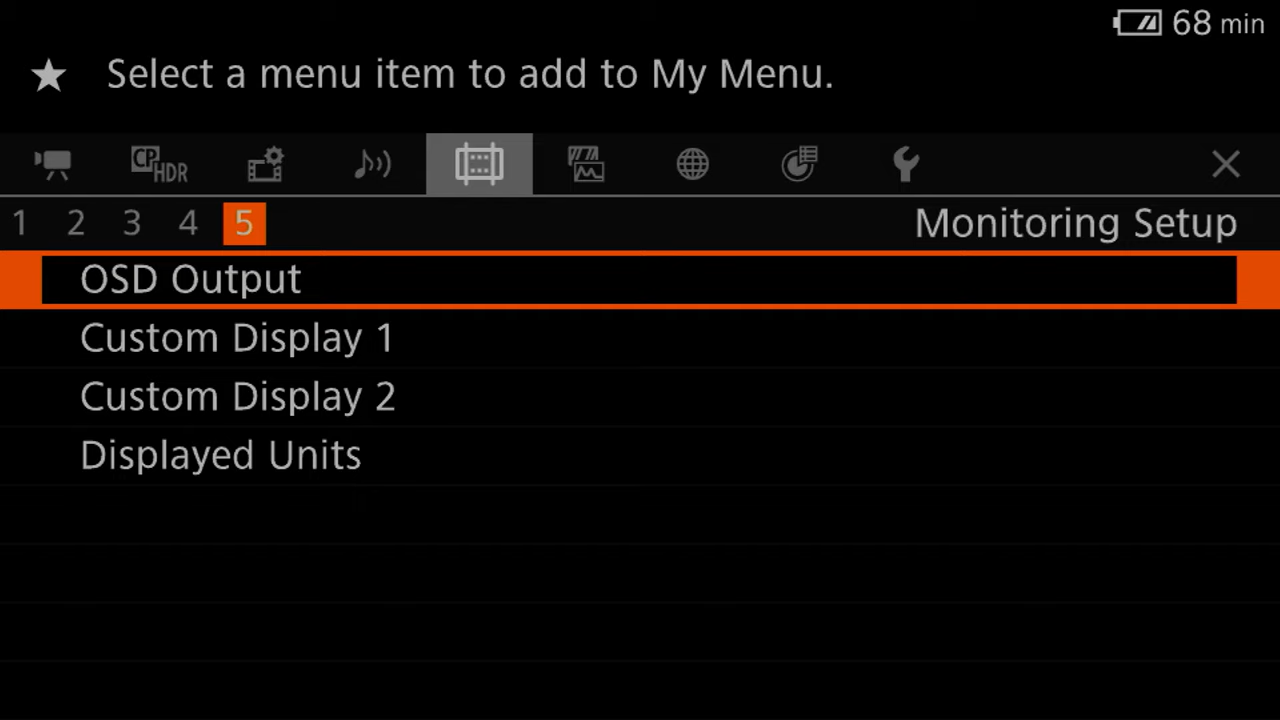 68 min
Select a menu item to add to My Menu.
CP HDR
1 2 3 4 5 Monitoring Setup
OSD Output
Custom Display 1
Custom Display 2
Displayed Units